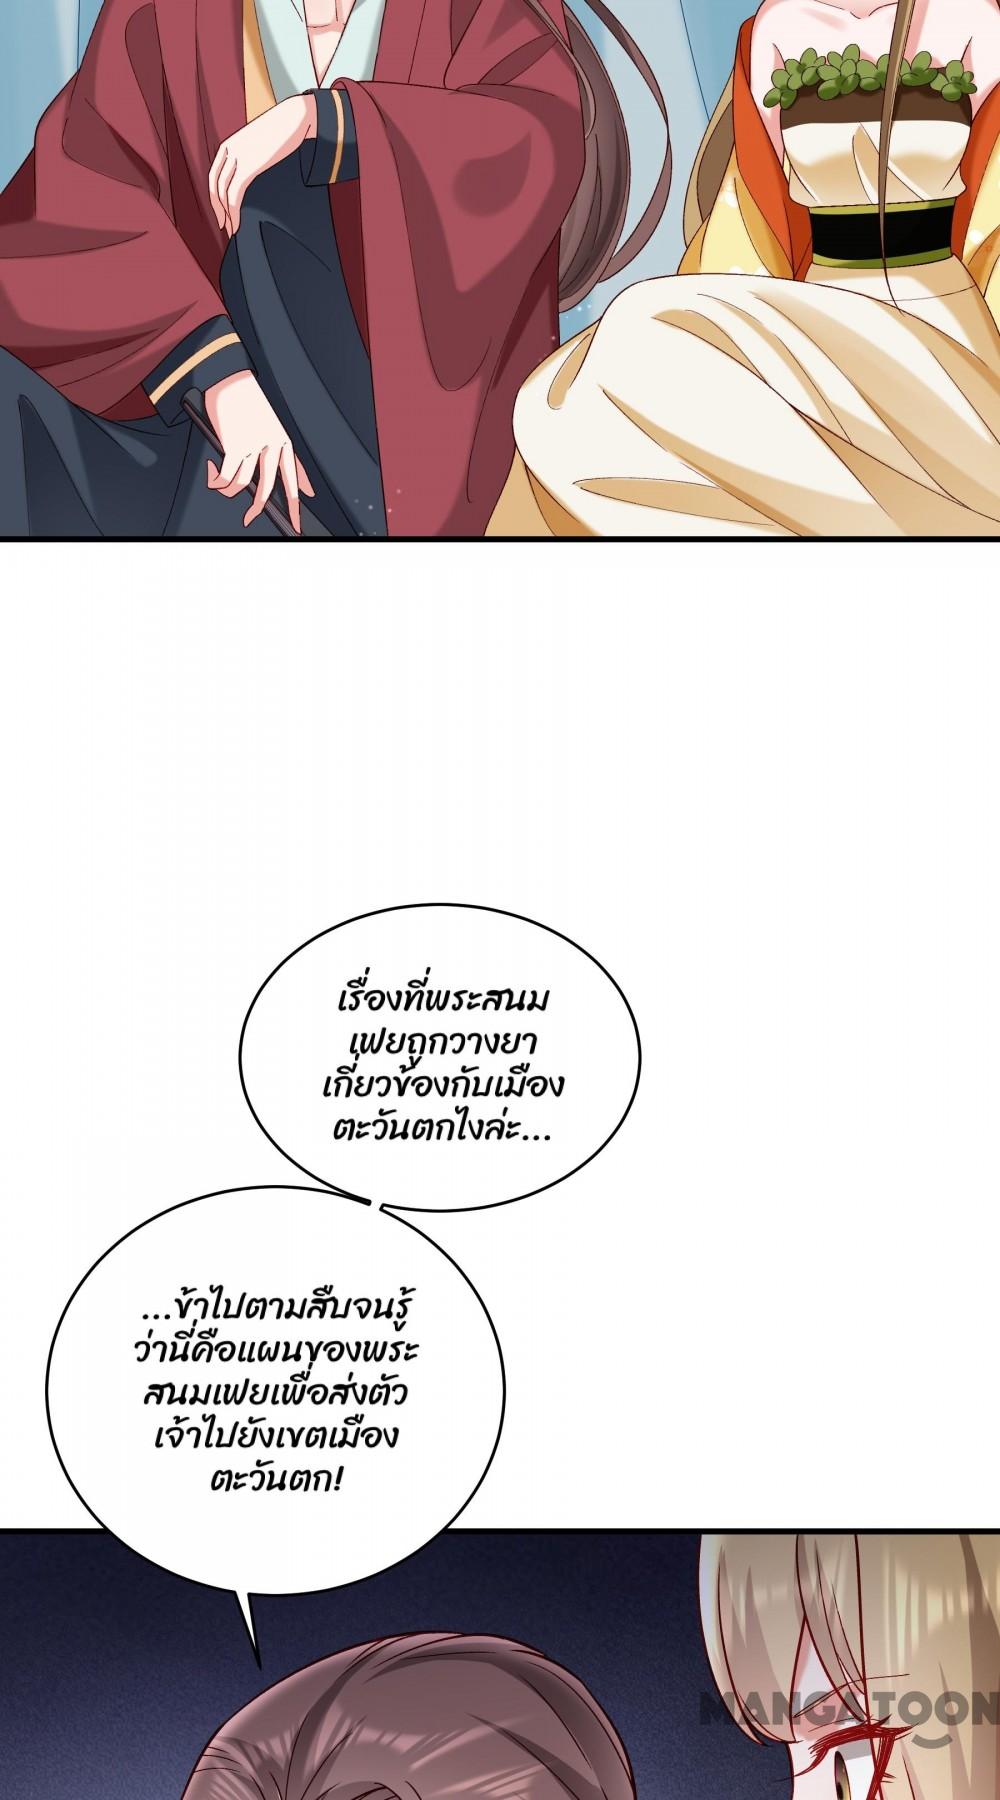 เรื่องที่พระสนม
เฟยถูกวางยา
เกี่ยวข้องกับเมือง
ตะวันตกไงล่ะ...
...ข้าไปตามสืบจนรู้
ว่านี่คือแผนของพระ
สนมเฟยเพื่อส่งตัว
เจ้าไปยังเขตเมือง
ตะวันตก!
MANGATOON